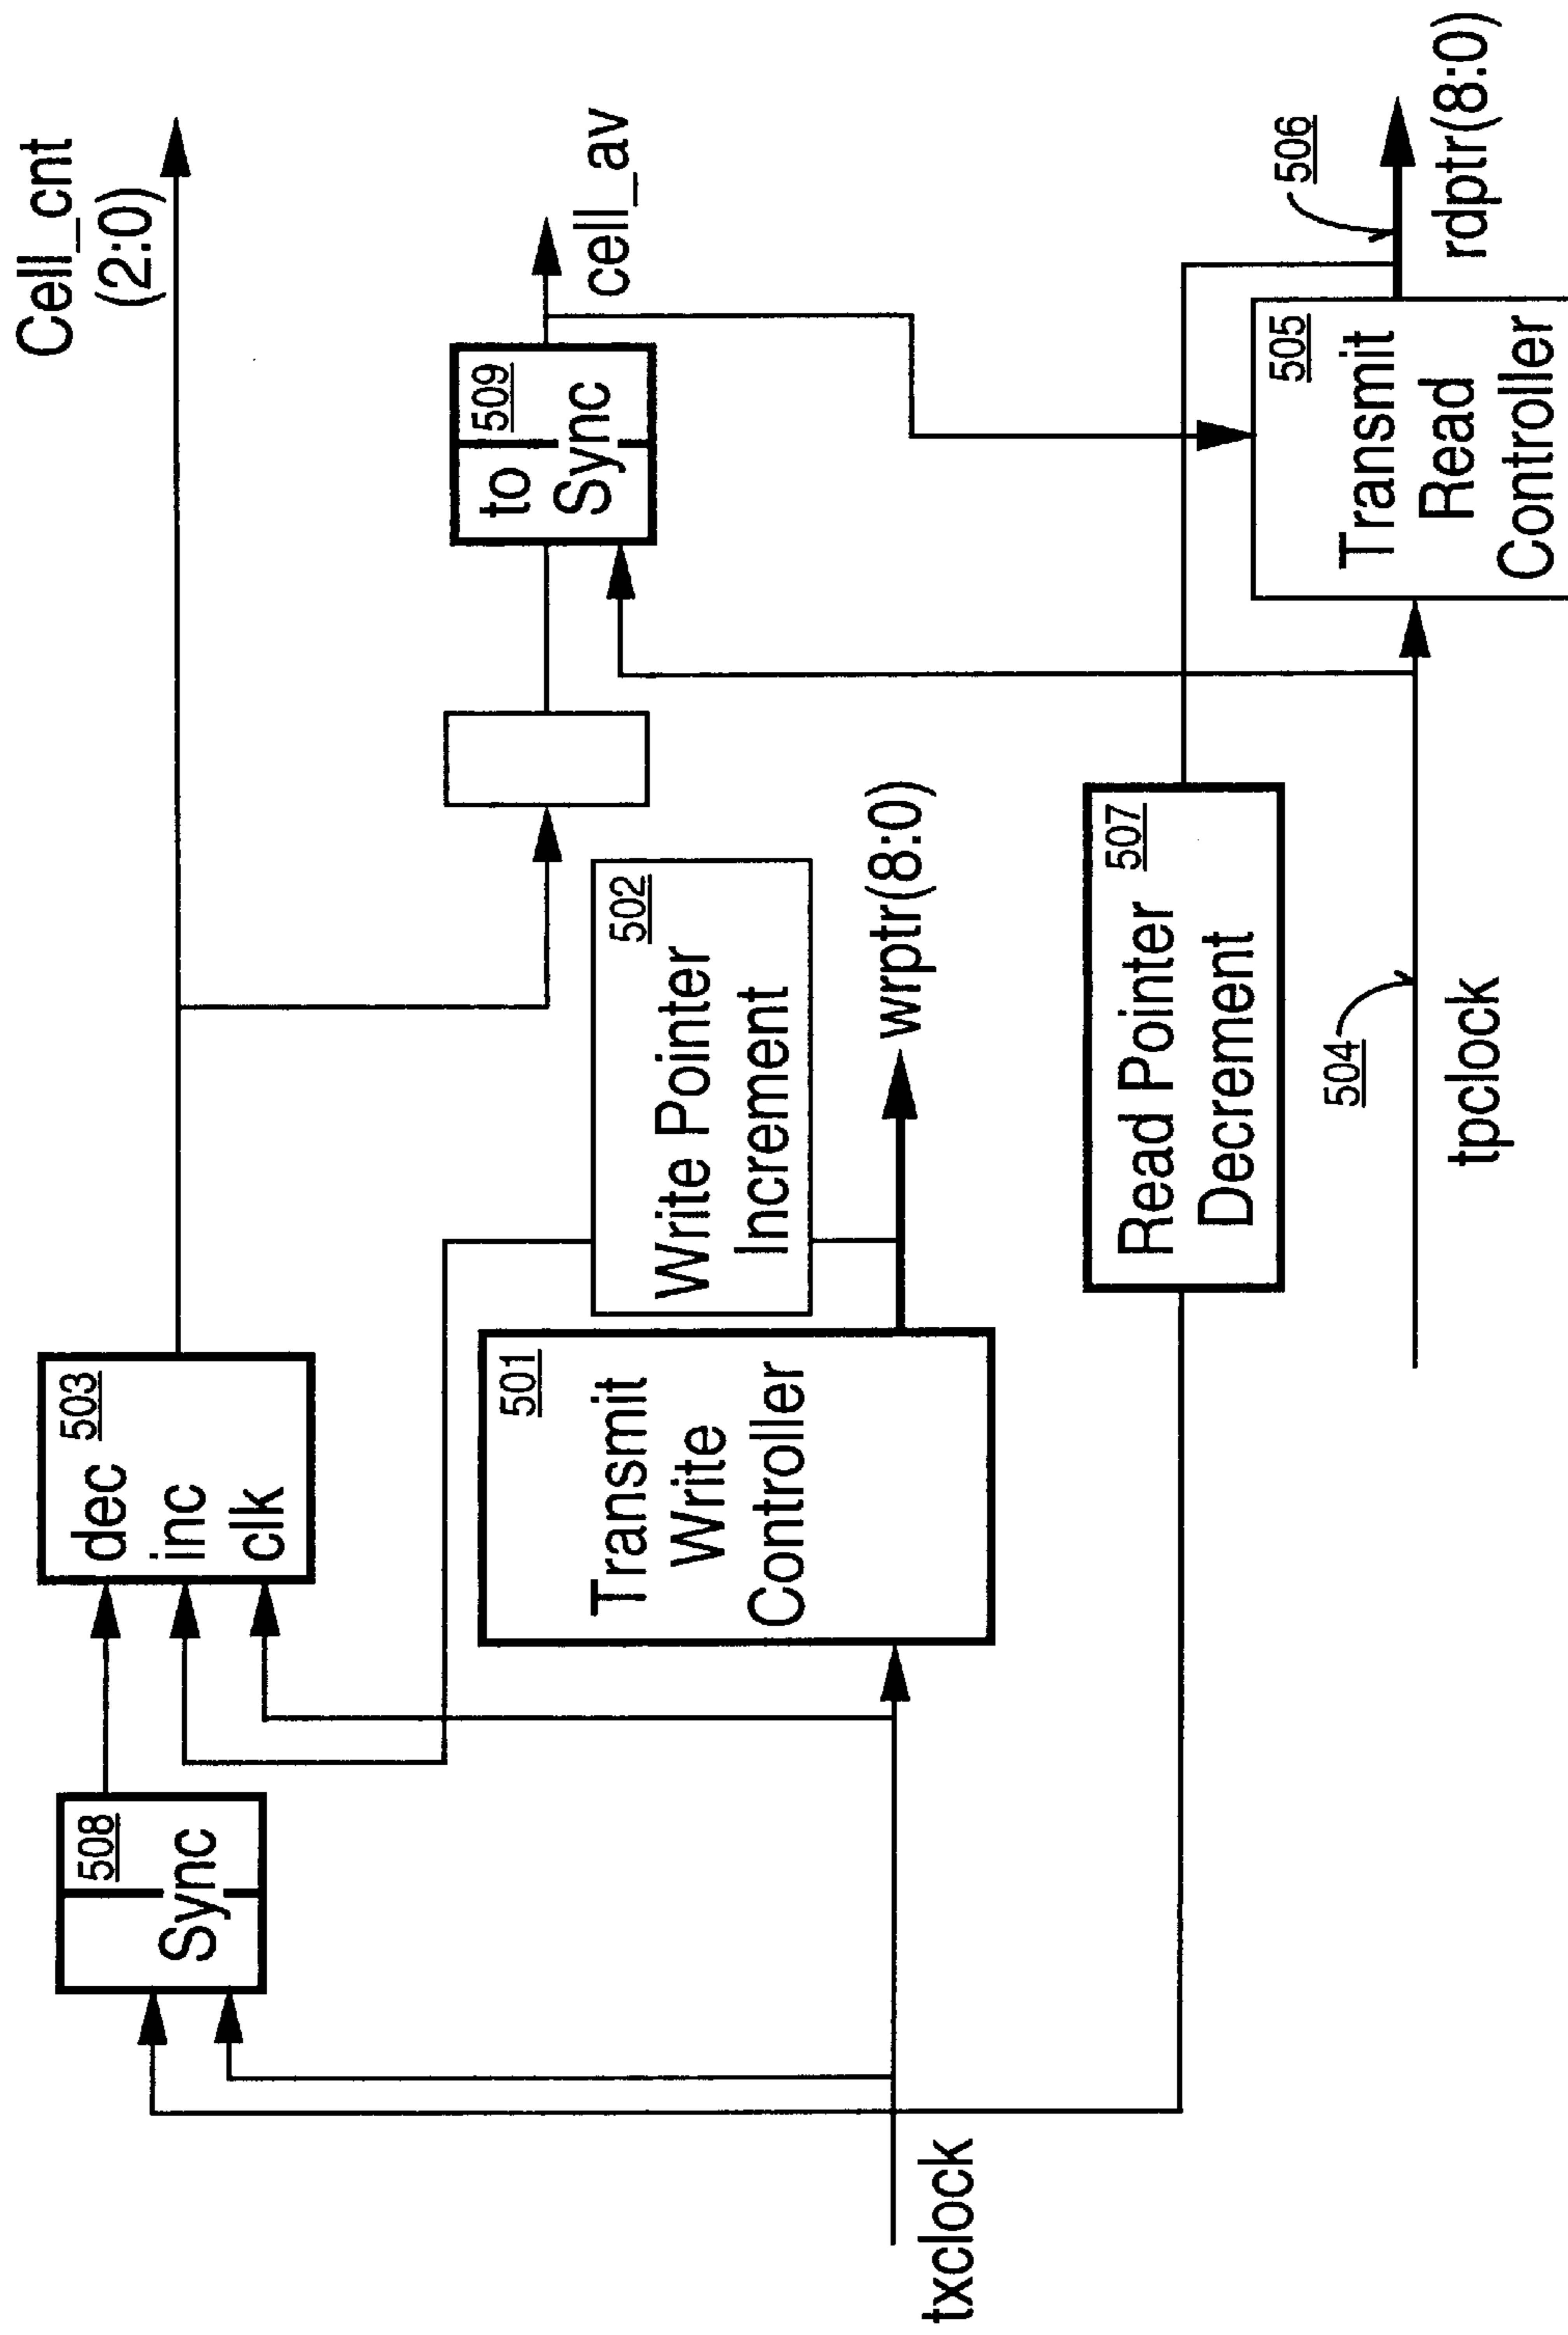 Cell_cnt
(2:0)
503
dec
inc
clk
508
Sync
509
to
Sync
cell_av
502
Write Pointer
Increment
501
Transmit
Write
Controller
wrptr(8:0)
txclock
507
Read Pointer
Decrement
504
tpclock
505
Transmit
Read
Controller
506
rdptr(8:0)